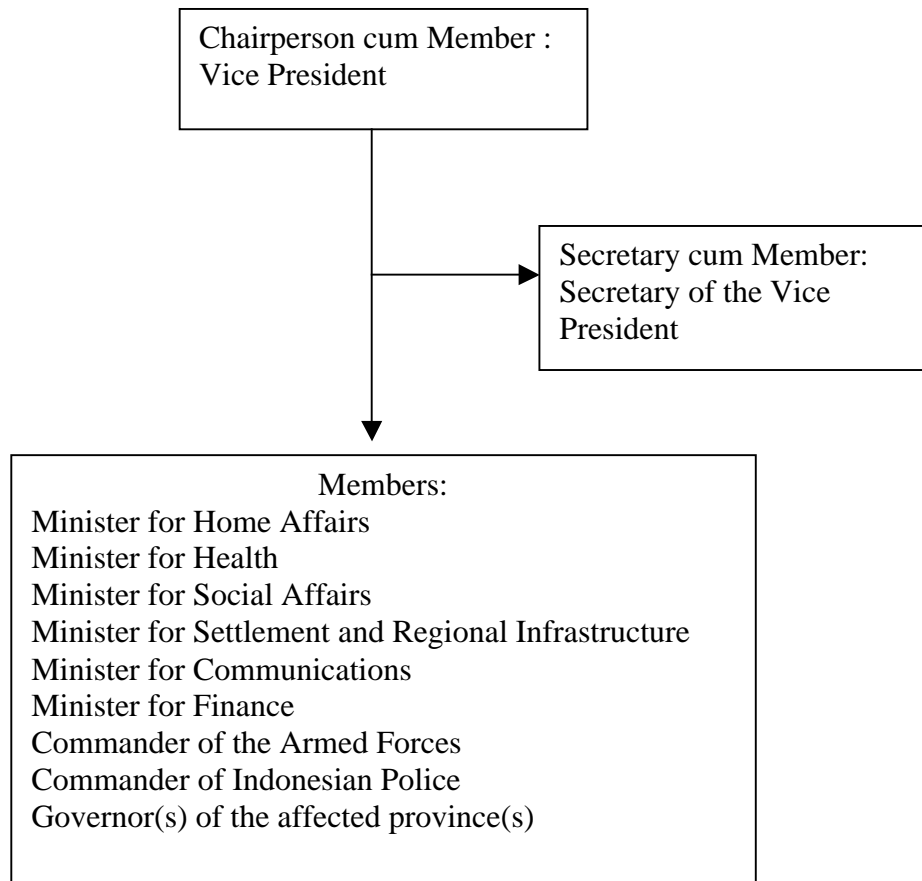 Chairperson cum Member :
Vice President
Secretary cum Member:
Secretary of the Vice
President
Members:
Minister for Home Affairs
Minister for Health
Minister for Social Affairs
Minister for Settlement and Regional Infrastructure
Minister for Communications
Minister for Finance
Commander of the Armed Forces
Commander of Indonesian Police
Governor(s) of the affected province(s)